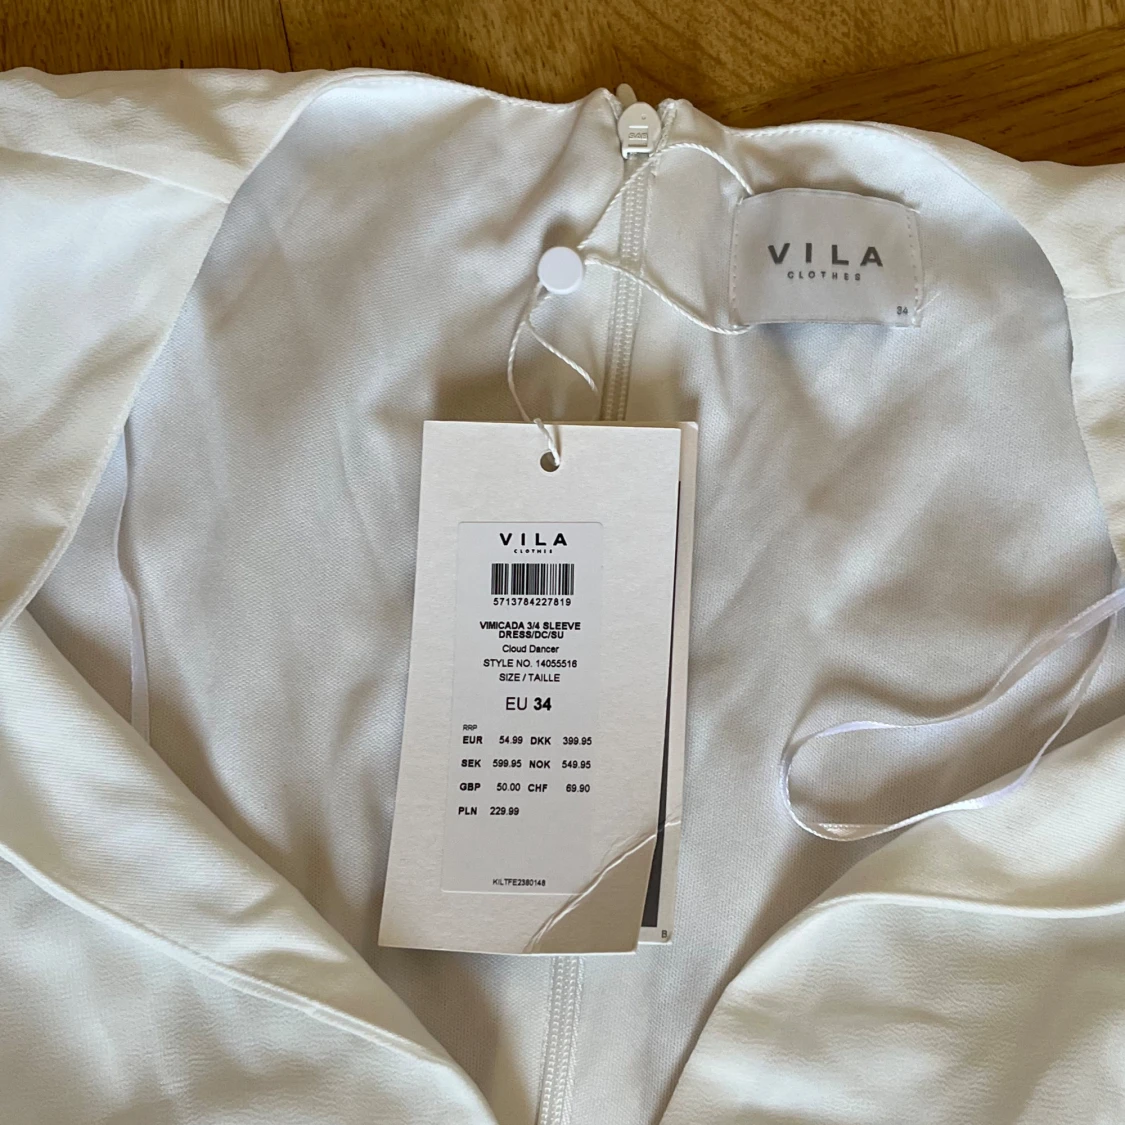 VILA
CLOTHES
34
VILA
CLOTHES
5713784227819
VIMICADA 3/4 SLEEVE
DRESS/DC/SU
Cloud Dancer
STYLE NO. 14055516
SIZE / TAILLE
EU 34
RRP
EUR 54.99 DKK 399.95
SEK 599.95 NOK 549.95
GBP 50.00 CHF 69.90
PLN 229.99
KILTFE2380148
B